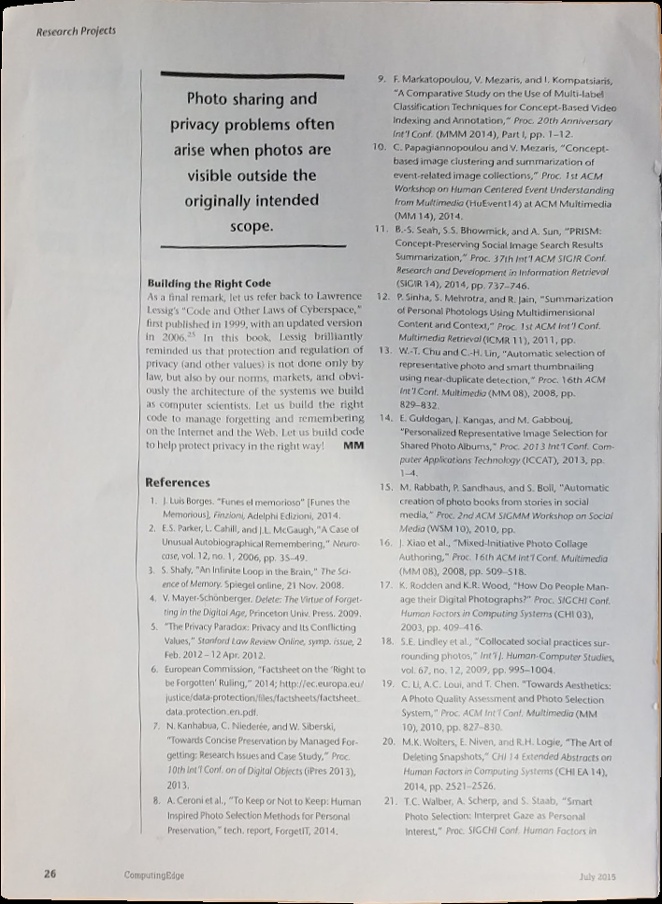 Research Projects
Photo sharing and
privacy problems often
arise when photos are
visible outside the
originally intended
scope.
Building the Right Code
As a final remark, let us refer back to Lawrence
Lessig's "Code and Other Laws of Cyberspace,"
first published in 1999, with an updated version
in 2006.25 In this book, Lessig brilliantly
reminded us that protection and regulation of
privacy (and other values) is not done only by
law, but also by our norms, markets, and obvi-
ously the architecture of the systems we build
as computer scientists. Let us build the right
code to manage forgetting and remembering
on the Internet and the Web. Let us build code
to help protect privacy in the right way! MM
References
1. J. Luis Borges. "Funes el memorioso" [Funes the
Memorious], Finzioni, Adelphi Edizioni, 2014.
2. E.S. Parker, L. Cahill, and J.L. McGaugh, "A Case of
Unusual Autobiographical Remembering," Neuro-
case, vol. 12, no. 1, 2006, pp. 35–49.
3. S. Shafy, "An Infinite Loop in the Brain," The Sci-
ence of Memory. Spiegel online, 21 Nov. 2008.
4. V. Mayer-Schönberger. Delete: The Virtue of Forget-
ting in the Digital Age, Princeton Univ. Press. 2009.
5. "The Privacy Paradox: Privacy and Its Conflicting
Values," Stanford Law Review Online, symp. issue, 2
Feb. 2012–12 Apr. 2012.
6. European Commission, "Factsheet on the 'Right to
be Forgotten' Ruling," 2014; http://ec.europa.eu/
justice/data-protection/files/factsheets/factsheet_
data_protection_en.pdf.
7. N. Kanhabua, C. Niederée, and W. Siberski,
"Towards Concise Preservation by Managed For-
getting: Research Issues and Case Study," Proc.
10th Int'l Conf. on of Digital Objects (iPres 2013),
2013.
8. A. Ceroni et al., "To Keep or Not to Keep: Human
Inspired Photo Selection Methods for Personal
Preservation," tech. report, ForgetIT, 2014.
9. F. Markatopoulou, V. Mezaris, and I. Kompatsiaris,
"A Comparative Study on the Use of Multi-label
Classification Techniques for Concept-Based Video
Indexing and Annotation," Proc. 20th Anniversary
Int'l Conf. (MMM 2014), Part I, pp. 1–12.
10. C. Papagiannopoulou and V. Mezaris, "Concept-
based image clustering and summarization of
event-related image collections," Proc. 1st ACM
Workshop on Human Centered Event Understanding
from Multimedia (HuEvent14) at ACM Multimedia
(MM 14), 2014.
11. B.-S. Seah, S.S. Bhowmick, and A. Sun, "PRISM:
Concept-Preserving Social Image Search Results
Summarization," Proc. 37th Int'l ACM SIGIR Conf.
Research and Development in Information Retrieval
(SIGIR 14), 2014, pp. 737–746.
12. P. Sinha, S. Mehrotra, and R. Jain, "Summarization
of Personal Photologs Using Multidimensional
Content and Context," Proc. 1st ACM Int'l Conf.
Multimedia Retrieval (ICMR 11), 2011, pp.
13. W.-T. Chu and C.-H. Lin, "Automatic selection of
representative photo and smart thumbnailing
using near-duplicate detection," Proc. 16th ACM
Int'l Conf. Multimedia (MM 08), 2008, pp.
829–832.
14. E. Guldogan, J. Kangas, and M. Gabbouj,
"Personalized Representative Image Selection for
Shared Photo Albums," Proc. 2013 Int'l Conf. Com-
puter Applications Technology (ICCAT), 2013, pp.
1–4.
15. M. Rabbath, P. Sandhaus, and S. Boll, "Automatic
creation of photo books from stories in social
media," Proc. 2nd ACM SIGMM Workshop on Social
Media (WSM 10), 2010, pp.
16. J. Xiao et al., "Mixed-Initiative Photo Collage
Authoring," Proc. 16th ACM Int'l Conf. Multimedia
(MM 08), 2008, pp. 509–518.
17. K. Rodden and K.R. Wood, "How Do People Man-
age their Digital Photographs?" Proc. SIGCHI Conf.
Human Factors in Computing Systems (CHI 03),
2003, pp. 409–416.
18. S.E. Lindley et al., "Collocated social practices sur-
rounding photos," Int'l J. Human-Computer Studies,
vol. 67, no. 12, 2009, pp. 995–1004.
19. C. Li, A.C. Loui, and T. Chen. "Towards Aesthetics:
A Photo Quality Assessment and Photo Selection
System," Proc. ACM Int'l Conf. Multimedia (MM
10), 2010, pp. 827–830.
20. M.K. Wolters, E. Niven, and R.H. Logie, "The Art of
Deleting Snapshots," CHI 14 Extended Abstracts on
Human Factors in Computing Systems (CHI EA 14),
2014, pp. 2521–2526.
21. T.C. Walber, A. Scherp, and S. Staab, "Smart
Photo Selection: Interpret Gaze as Personal
Interest," Proc. SIGCHI Conf. Human Factors in
26
ComputingEdge
July 2015